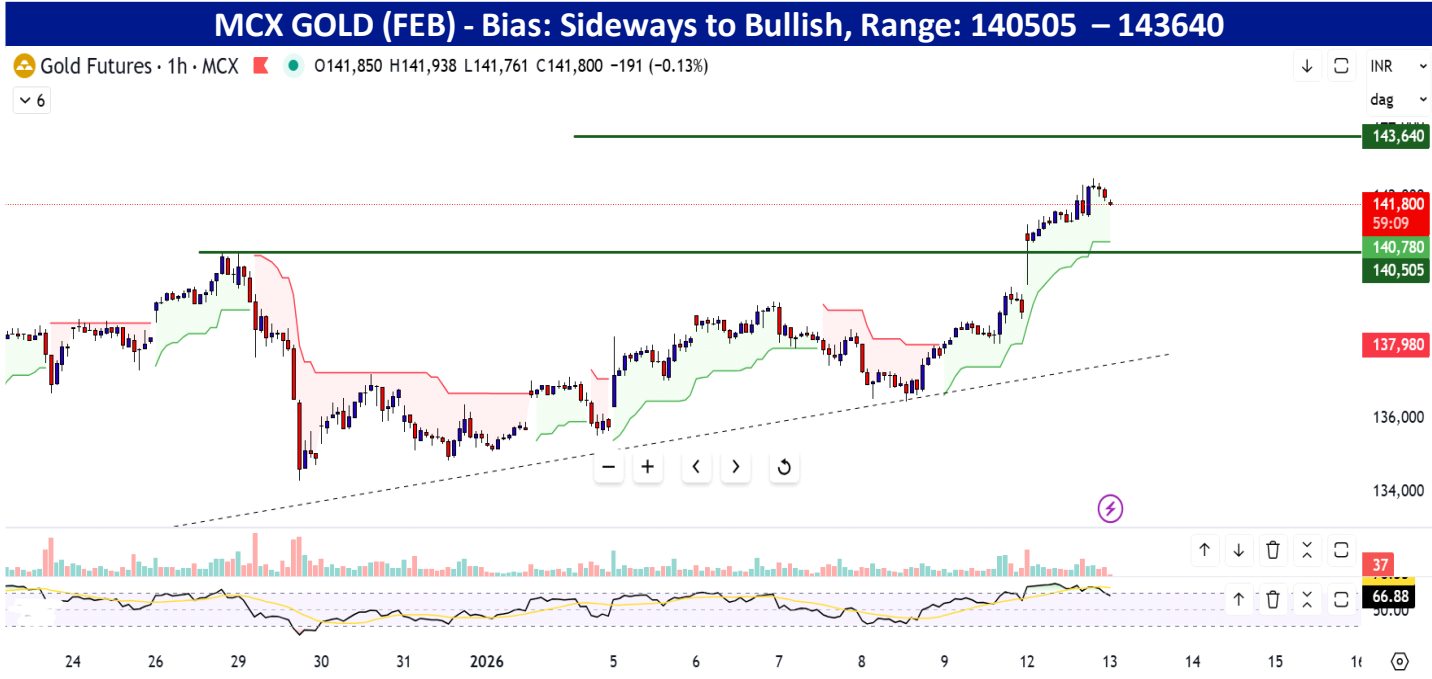 MCX GOLD (FEB) - Bias: Sideways to Bullish, Range: 140505 – 143640
Gold Futures · 1h · MCX O141,850 H141,938 L141,761 C141,800 −191 (−0.13%) INR
6 dag
143,640
141,800
59:09
140,780
140,505
137,980
136,000
134,000
37
66.88
24 26 29 30 31 2026 5 6 7 8 9 12 13 14 15